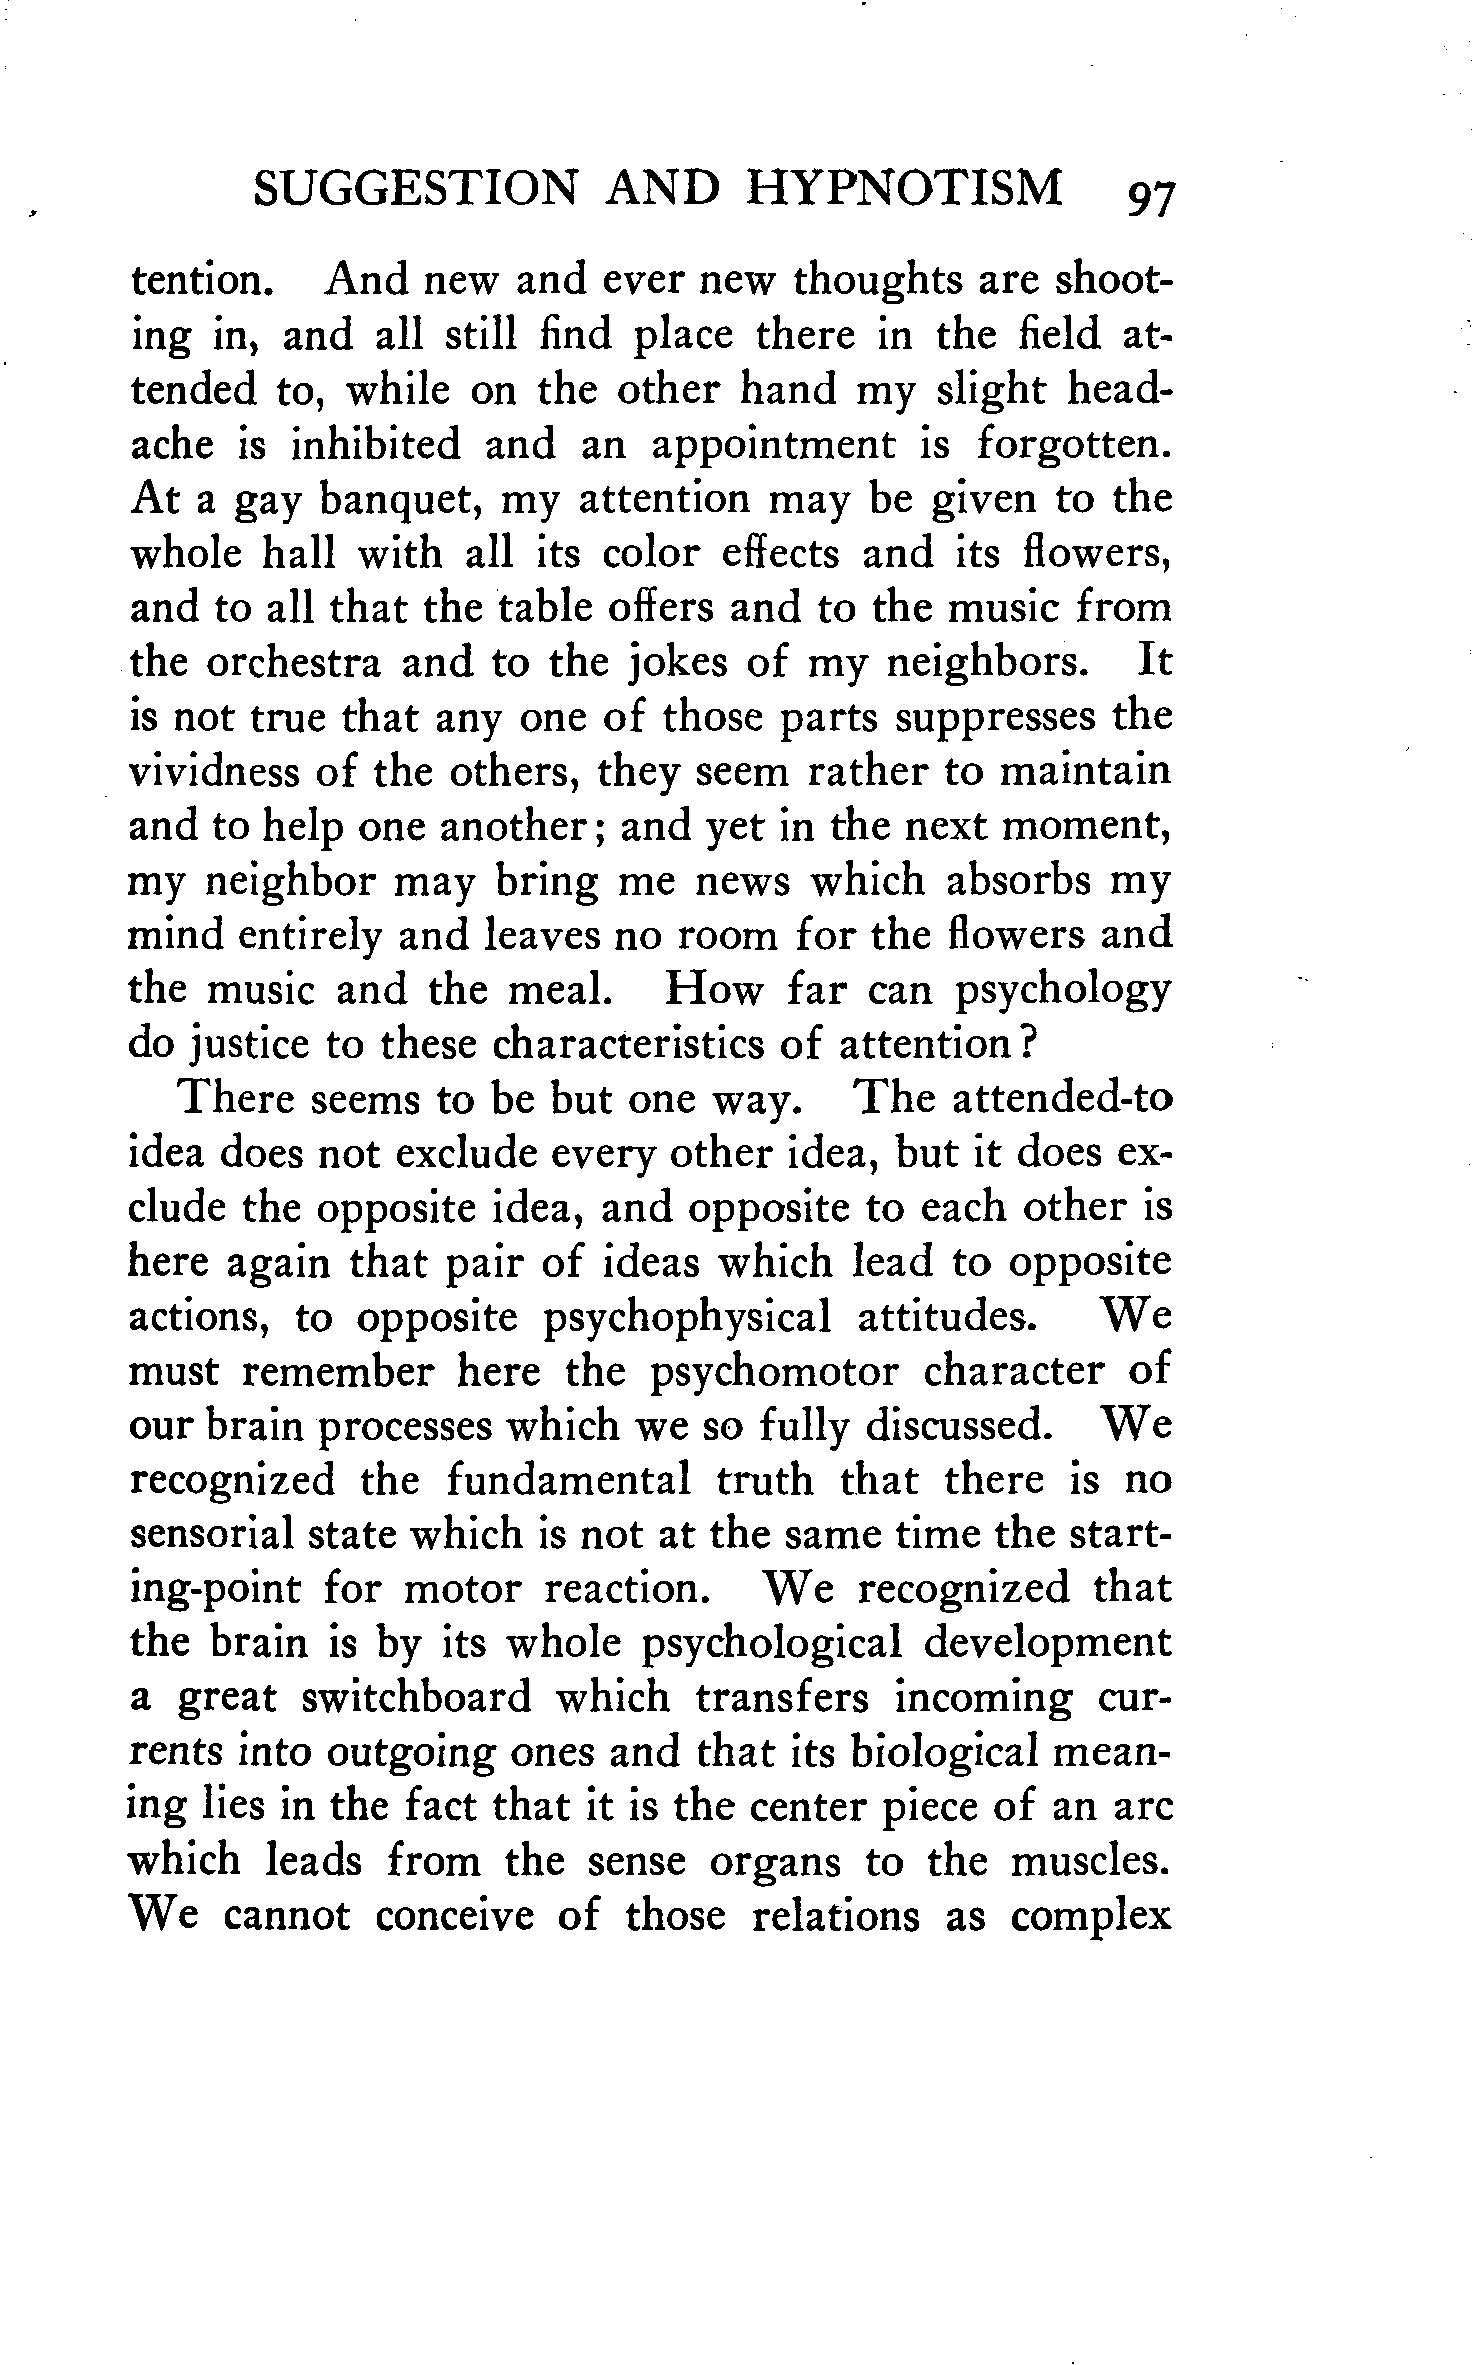 SUGGESTION AND HYPNOTISM 97
tention. And new and ever new thoughts are shoot-
ing in, and all still find place there in the field at-
tended to, while on the other hand my slight head-
ache is inhibited and an appointment is forgotten.
At a gay banquet, my attention may be given to the
whole hall with all its color effects and its flowers,
and to all that the table offers and to the music from
the orchestra and to the jokes of my neighbors. It
is not true that any one of those parts suppresses the
vividness of the others, they seem rather to maintain
and to help one another; and yet in the next moment,
my neighbor may bring me news which absorbs my
mind entirely and leaves no room for the flowers and
the music and the meal. How far can psychology
do justice to these characteristics of attention?
There seems to be but one way. The attended-to
idea does not exclude every other idea, but it does ex-
clude the opposite idea, and opposite to each other is
here again that pair of ideas which lead to opposite
actions, to opposite psychophysical attitudes. We
must remember here the psychomotor character of
our brain processes which we so fully discussed. We
recognized the fundamental truth that there is no
sensorial state which is not at the same time the start-
ing-point for motor reaction. We recognized that
the brain is by its whole psychological development
a great switchboard which transfers incoming cur-
rents into outgoing ones and that its biological mean-
ing lies in the fact that it is the center piece of an arc
which leads from the sense organs to the muscles.
We cannot conceive of those relations as complex